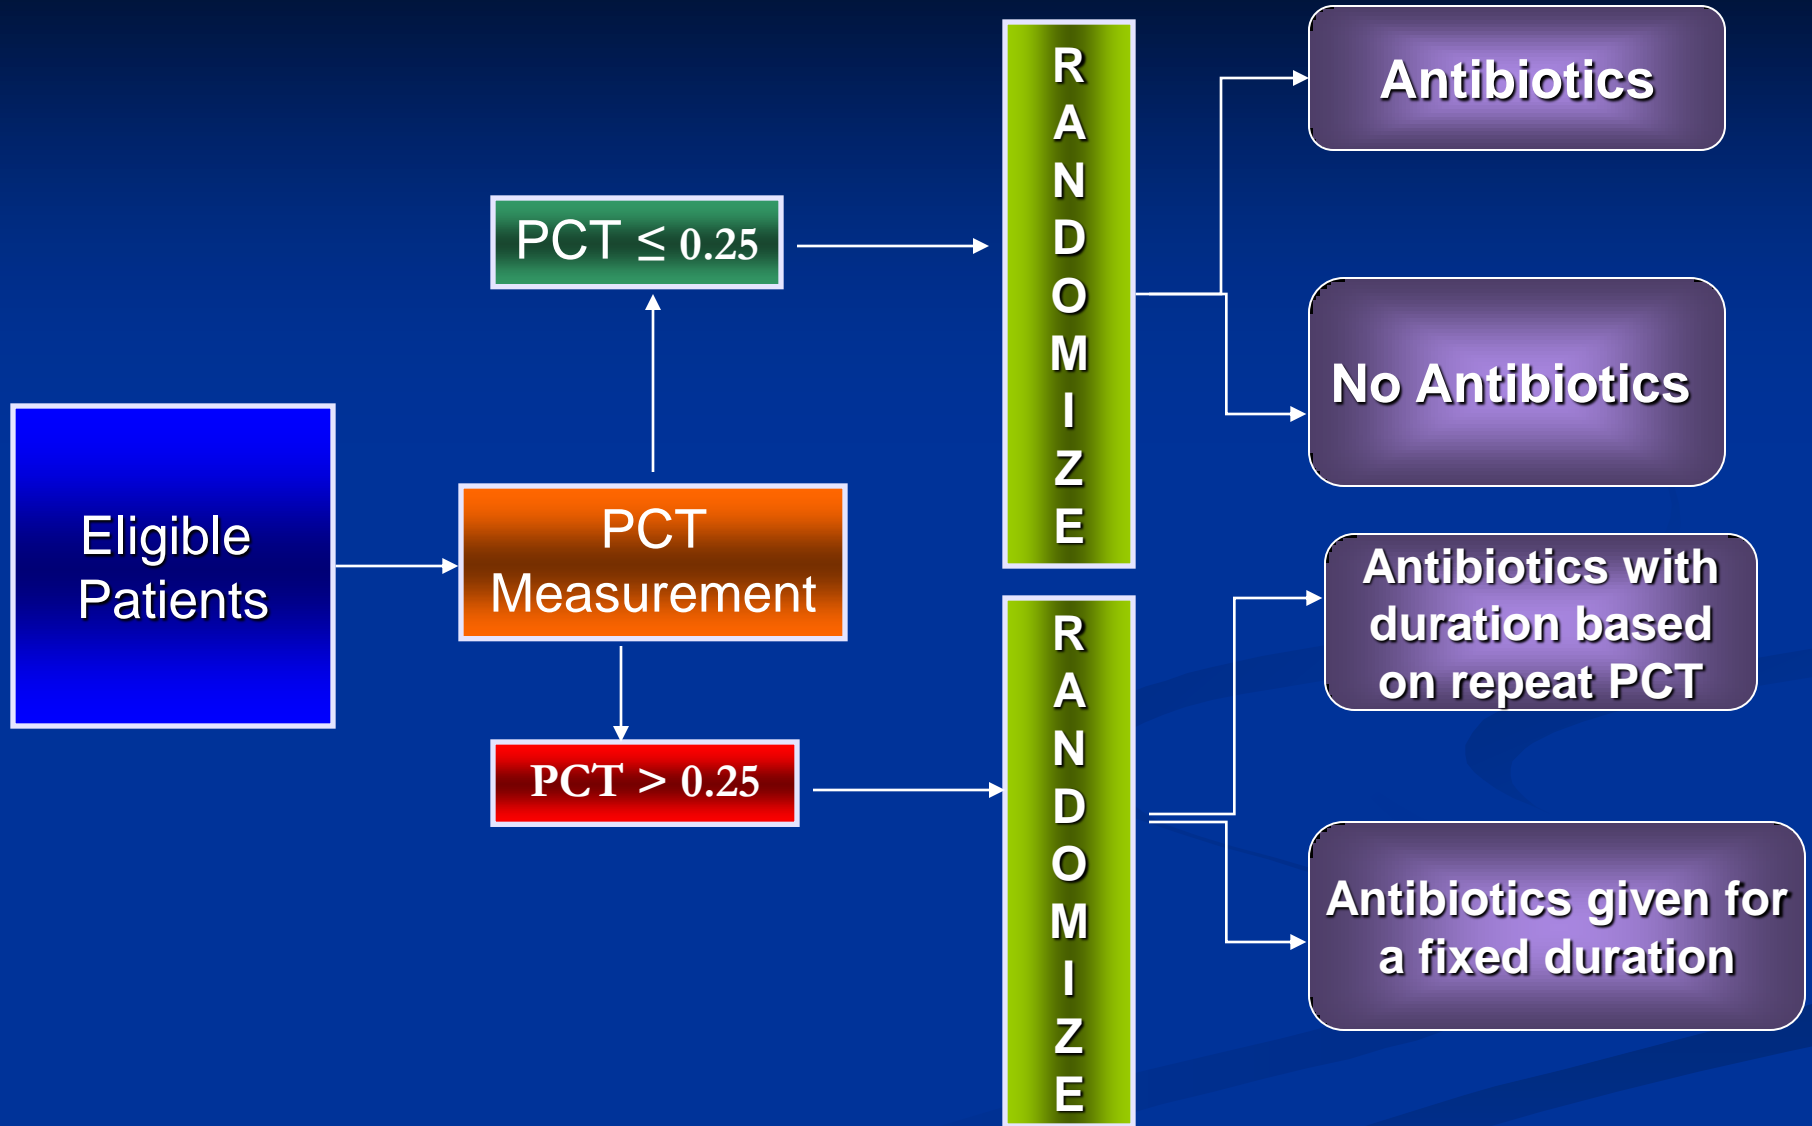 Eligible
Patients
PCT
Measurement
PCT ≤ 0.25
PCT > 0.25
R
A
N
D
O
M
I
Z
E
Antibiotics
No Antibiotics
R
A
N
D
O
M
I
Z
E
Antibiotics with
duration based
on repeat PCT
Antibiotics given for
a fixed duration